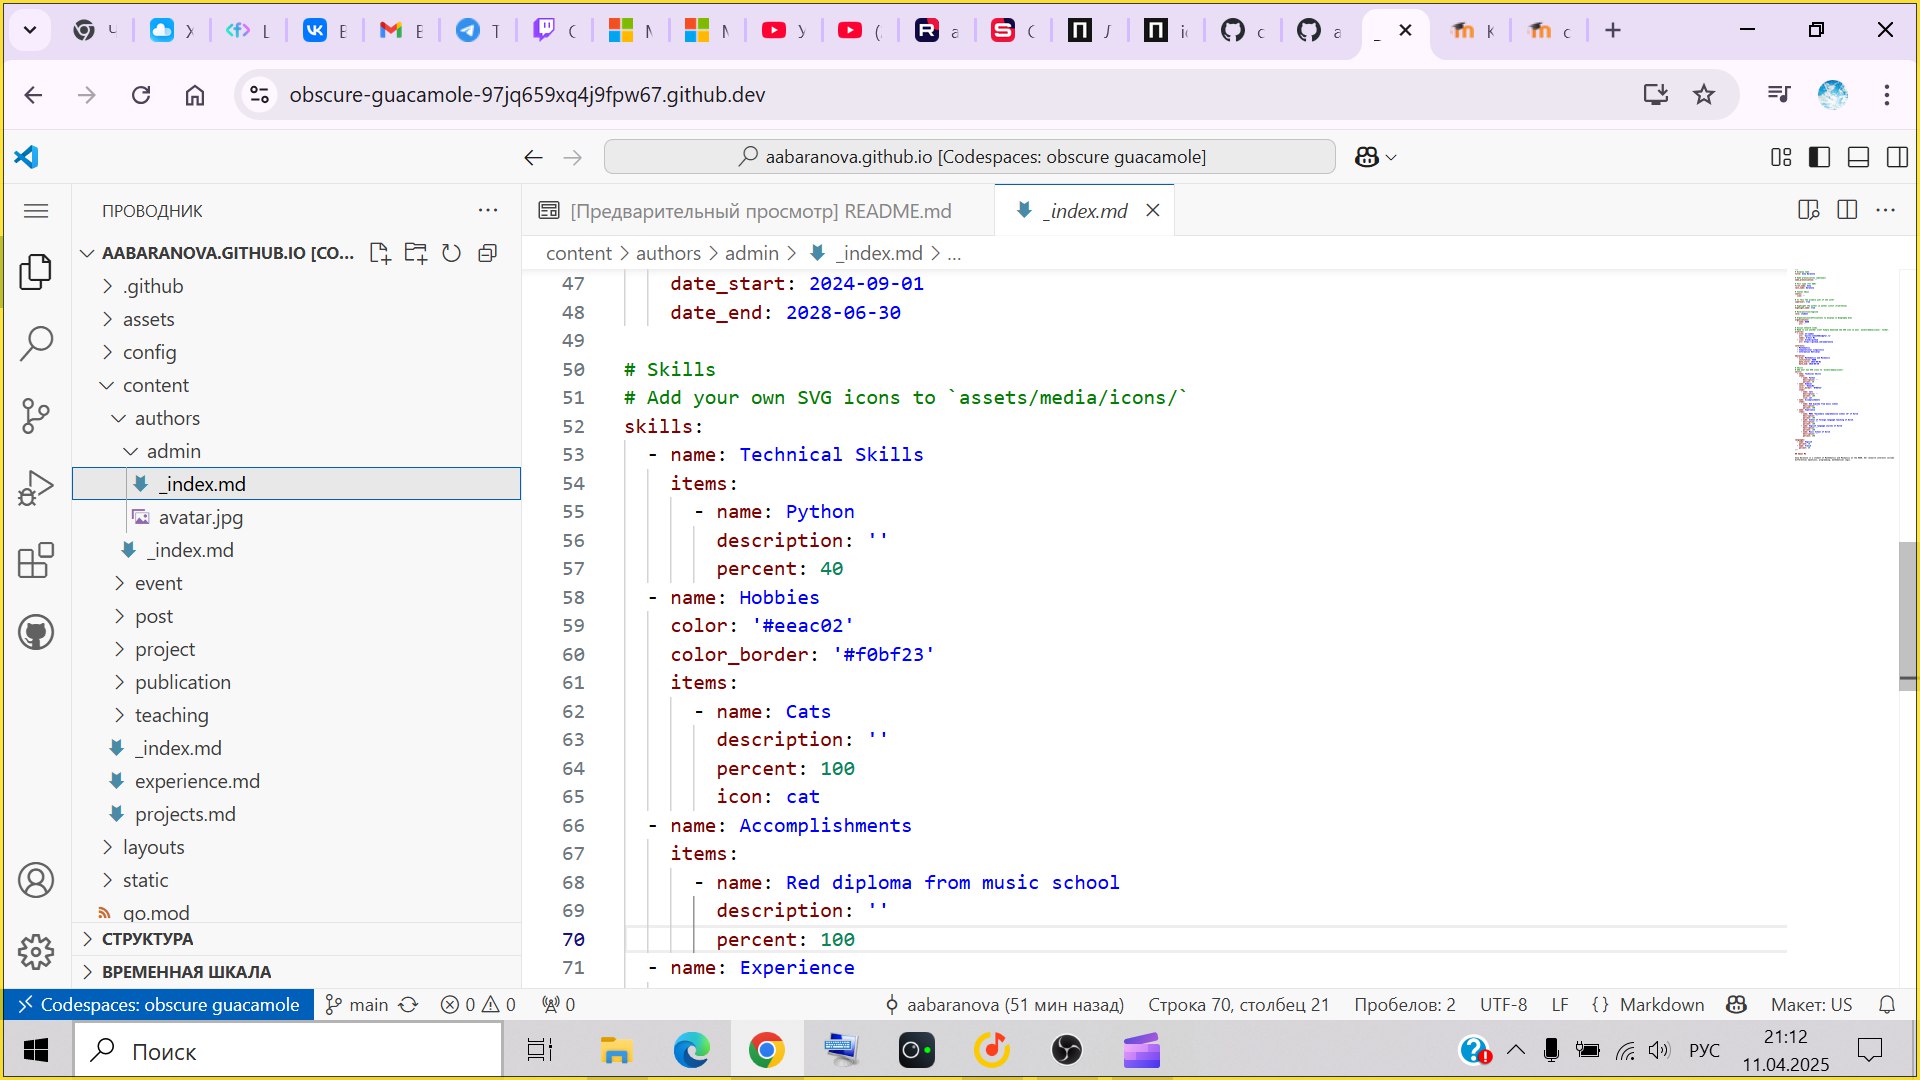 obscure-guacamole-97jq659xq4j9fpw67.github.dev
aabaranova.github.io [Codespaces: obscure guacamole]
ПРОВОДНИК
[Предварительный просмотр] README.md
_index.md
AABARANOVA.GITHUB.IO [CO...
content > authors > admin > _index.md > ...
.github
assets
config
content
authors
admin
_index.md
avatar.jpg
_index.md
event
post
project
publication
teaching
_index.md
experience.md
projects.md
layouts
static
go.mod
СТРУКТУРА
ВРЕМЕННАЯ ШКАЛА
47 date_start: 2024-09-01
48 date_end: 2028-06-30
49
50 # Skills
51 # Add your own SVG icons to `assets/media/icons/`
52 skills:
53 - name: Technical Skills
54 items:
55 - name: Python
56 description: ''
57 percent: 40
58 - name: Hobbies
59 color: '#eeac02'
60 color_border: '#f0bf23'
61 items:
62 - name: Cats
63 description: ''
64 percent: 100
65 icon: cat
66 - name: Accomplishments
67 items:
68 - name: Red diploma from music school
69 description: ''
70 percent: 100
71 - name: Experience
Codespaces: obscure guacamole main 0 0 0 aabaranova (51 мин назад) Строка 70, столбец 21 Пробелов: 2 UTF-8 LF {} Markdown Макет: US
Поиск
РУС
21:12
11.04.2025